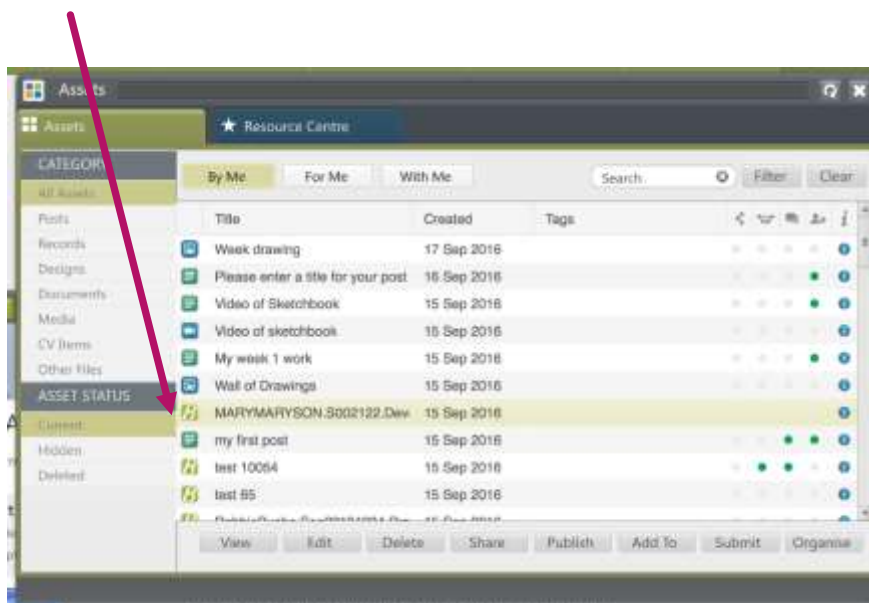 Assets
Assets
Resource Centre
CATEGORY
All Assets
Posts
Records
Designs
Documents
Media
CV Items
Other Files
ASSET STATUS
Current
Hidden
Deleted
By Me For Me With Me Search Filter Clear
Title Created Tags
Week drawing 17 Sep 2016
Please enter a title for your post 16 Sep 2016
Video of Sketchbook 15 Sep 2016
Video of sketchbook 15 Sep 2016
My week 1 work 15 Sep 2016
Wall of Drawings 15 Sep 2016
MARYMARYSON.S002122.Dev 15 Sep 2016
my first post 15 Sep 2016
test 10054 15 Sep 2016
test 65 15 Sep 2016
View Edit Delete Share Publish Add To Submit Organise